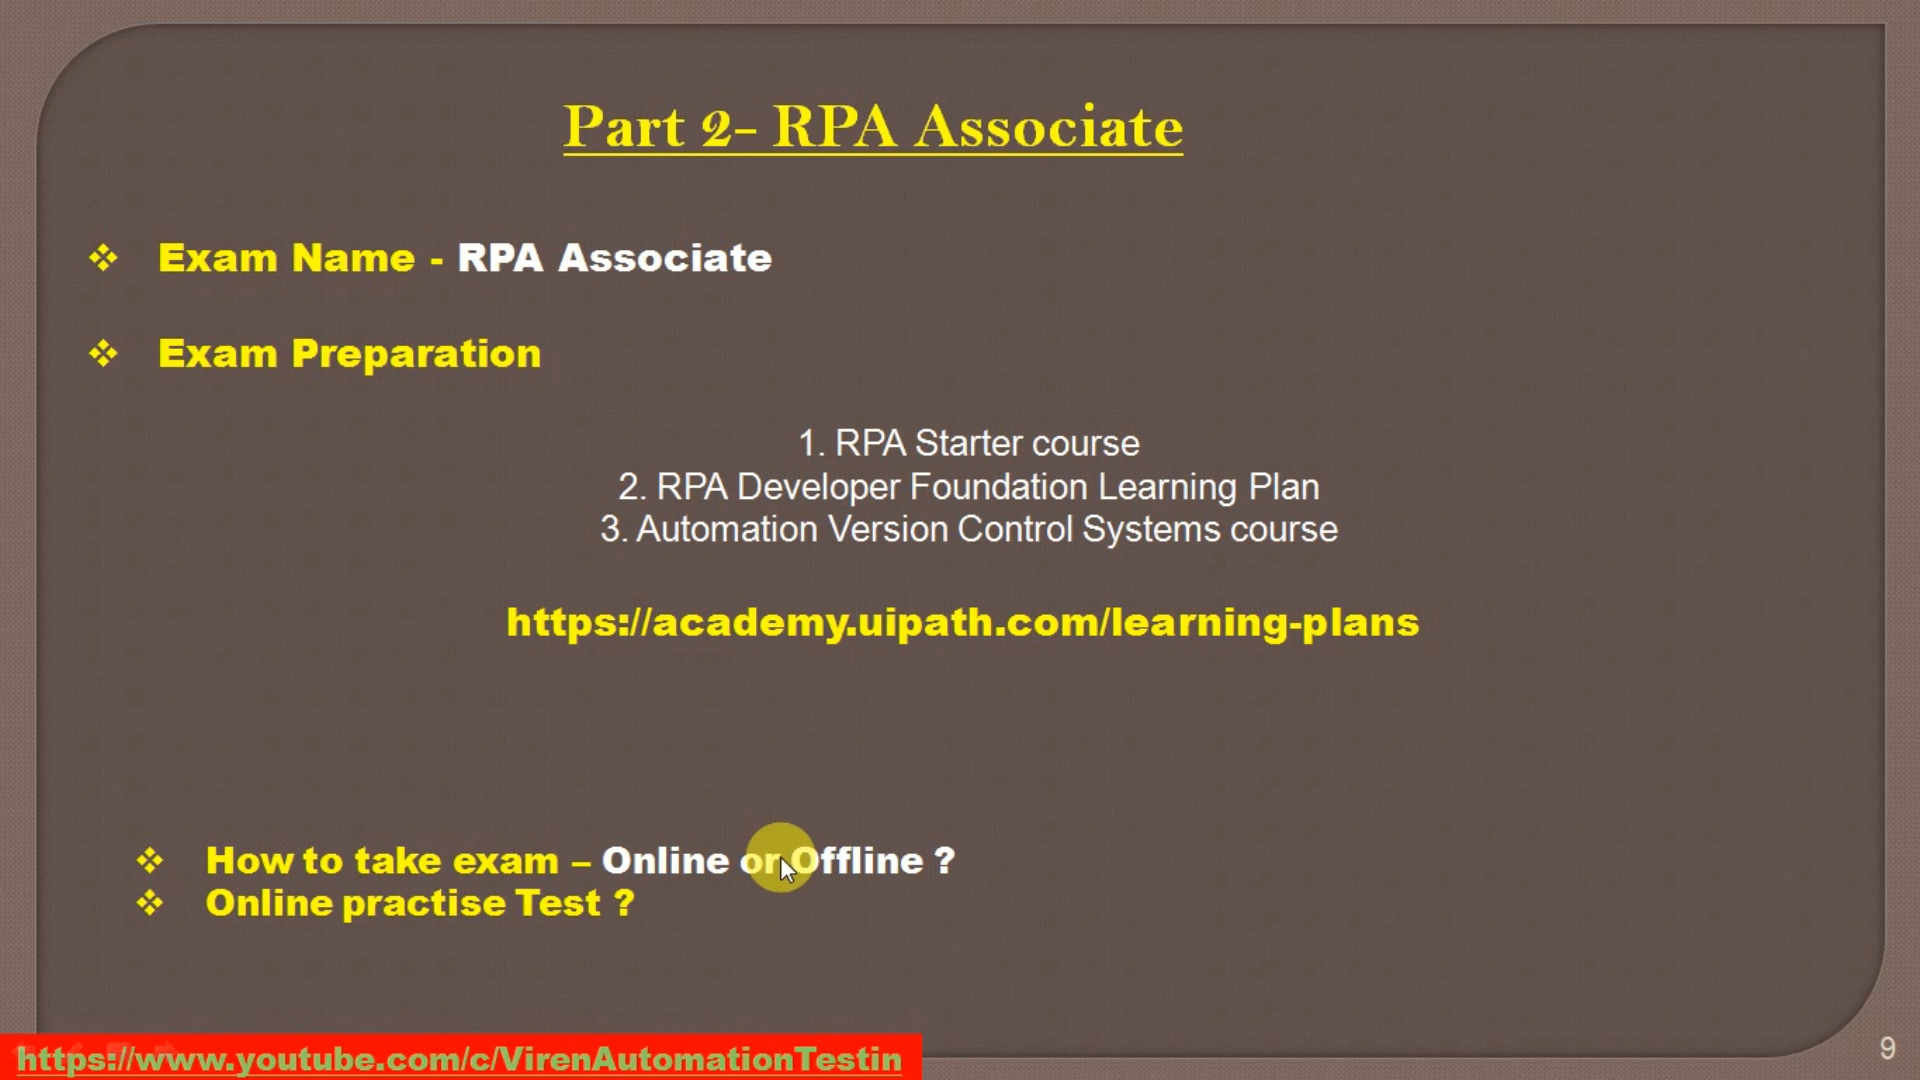 Part 2- RPA Associate
❖ Exam Name - RPA Associate
❖ Exam Preparation
1. RPA Starter course
2. RPA Developer Foundation Learning Plan
3. Automation Version Control Systems course
https://academy.uipath.com/learning-plans
❖ How to take exam – Online or Offline ?
❖ Online practise Test ?
https://www.youtube.com/c/VirenAutomationTestin
9